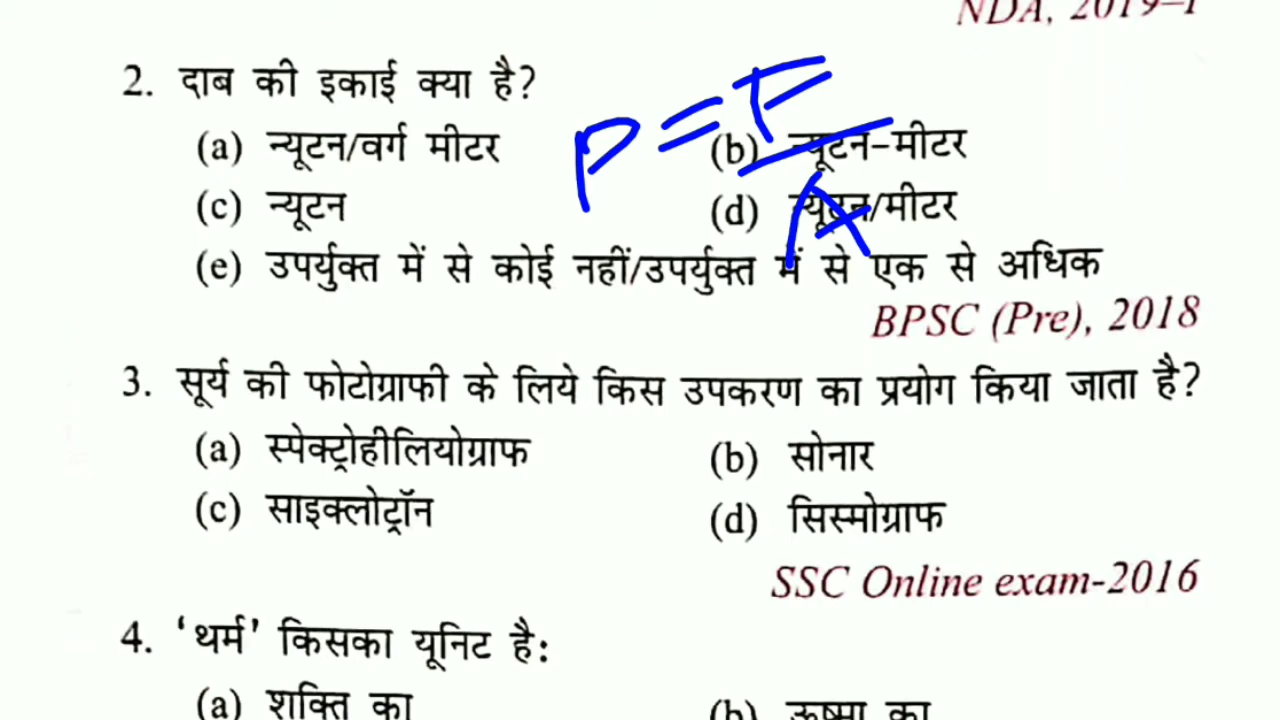 NDA, 2019–I
2. दाब की इकाई क्या है?
P = F
A
(a) न्यूटन/वर्ग मीटर (b) न्यूटन-मीटर
(c) न्यूटन (d) न्यूटन/मीटर
(e) उपर्युक्त में से कोई नहीं/उपर्युक्त में से एक से अधिक
BPSC (Pre), 2018
3. सूर्य की फोटोग्राफी के लिये किस उपकरण का प्रयोग किया जाता है?
(a) स्पेक्ट्रोहीलियोग्राफ (b) सोनार
(c) साइक्लोट्रॉन (d) सिस्मोग्राफ
SSC Online exam-2016
4. ‘थर्म’ किसका यूनिट है:
(a) शक्ति का (b) ऊष्मा का